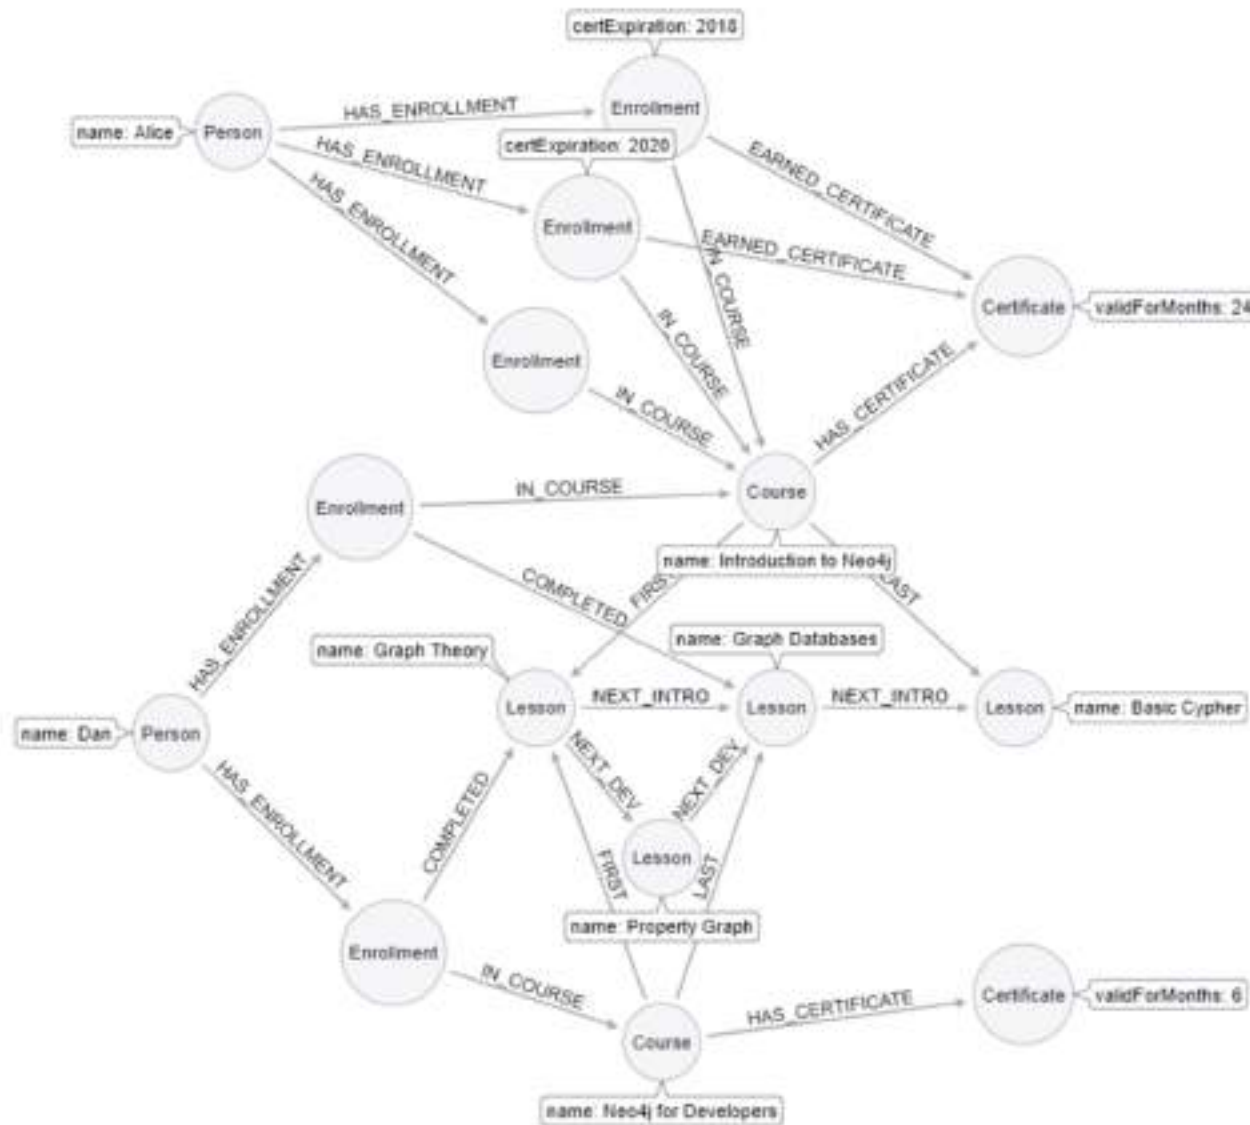 certExpiration: 2018
Enrollment
HAS_ENROLLMENT
name: Alice
Person
certExpiration: 2020
HAS_ENROLLMENT
EARNED_CERTIFICATE
HAS_ENROLLMENT
Enrollment
EARNED_CERTIFICATE
IN_COURSE
Certificate
validForMonths: 24
IN_COURSE
Enrollment
IN_COURSE
HAS_CERTIFICATE
IN_COURSE
Course
Enrollment
name: Introduction to Neo4j
COMPLETED
FIRST
LAST
HAS_ENROLLMENT
name: Graph Theory
name: Graph Databases
Lesson
NEXT_INTRO
Lesson
NEXT_INTRO
Lesson
name: Basic Cypher
name: Dan
Person
NEXT_DEV
NEXT_DEV
HAS_ENROLLMENT
COMPLETED
Lesson
FIRST
LAST
name: Property Graph
Enrollment
IN_COURSE
HAS_CERTIFICATE
Certificate
validForMonths: 6
Course
name: Neo4j for Developers